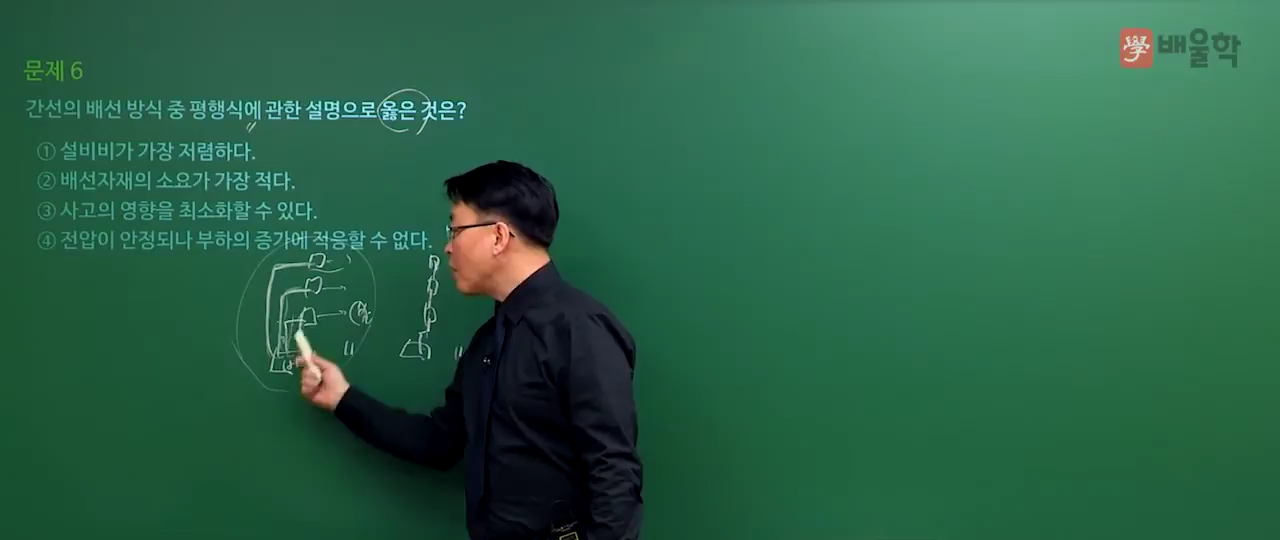 學 배울학
문제 6
간선의 배선 방식 중 평행식에 관한 설명으로 옳은 것은?
① 설비비가 가장 저렴하다.
② 배선자재의 소요가 가장 적다.
③ 사고의 영향을 최소화할 수 있다.
④ 전압이 안정되나 부하의 증가에 적응할 수 없다.